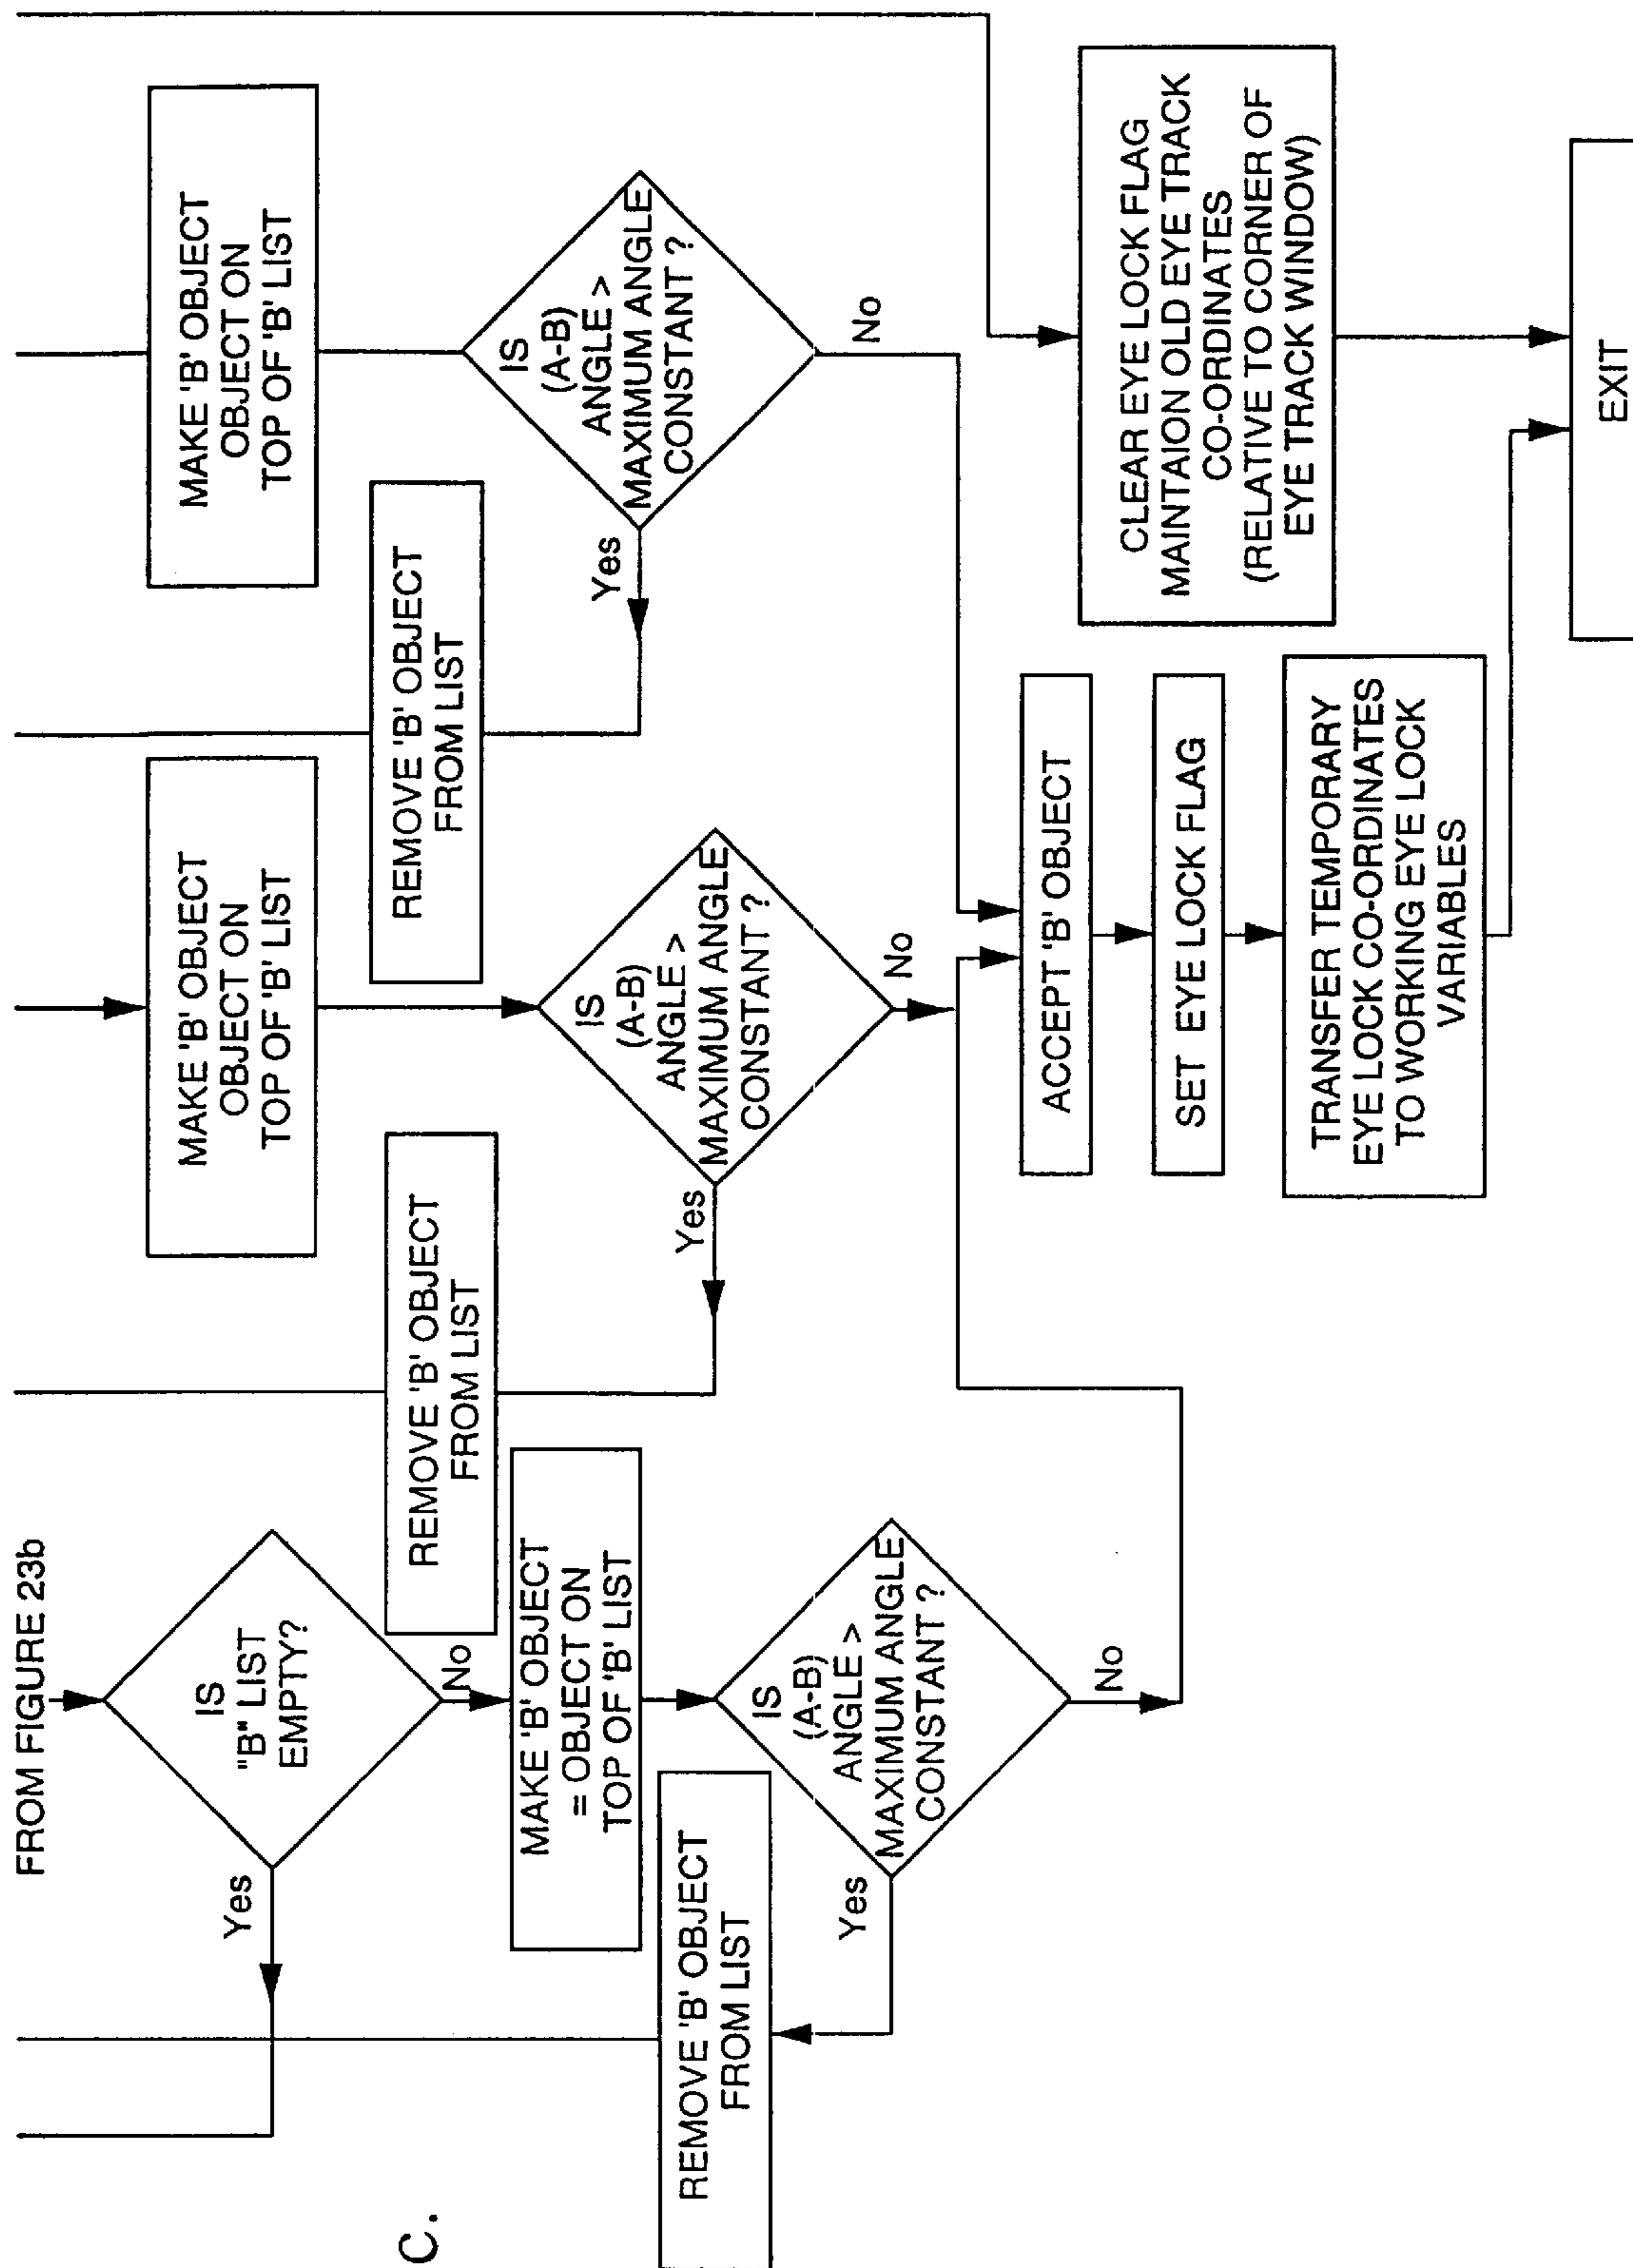 FROM FIGURE 23b
IS
"B" LIST
EMPTY?
Yes
No
MAKE 'B' OBJECT
= OBJECT ON
TOP OF 'B' LIST
REMOVE 'B' OBJECT
FROM LIST
IS
(A-B)
ANGLE >
MAXIMUM ANGLE
CONSTANT ?
Yes
No
MAKE 'B' OBJECT
OBJECT ON
TOP OF 'B' LIST
REMOVE 'B' OBJECT
FROM LIST
IS
(A-B)
ANGLE >
MAXIMUM ANGLE
CONSTANT ?
Yes
No
MAKE 'B' OBJECT
OBJECT ON
TOP OF 'B' LIST
REMOVE 'B' OBJECT
FROM LIST
IS
(A-B)
ANGLE >
MAXIMUM ANGLE
CONSTANT ?
Yes
No
ACCEPT 'B' OBJECT
SET EYE LOCK FLAG
TRANSFER TEMPORARY
EYE LOCK CO-ORDINATES
TO WORKING EYE LOCK
VARIABLES
CLEAR EYE LOCK FLAG
MAINTAION OLD EYE TRACK
CO-ORDINATES
(RELATIVE TO CORNER OF
EYE TRACK WINDOW)
EXIT
C.